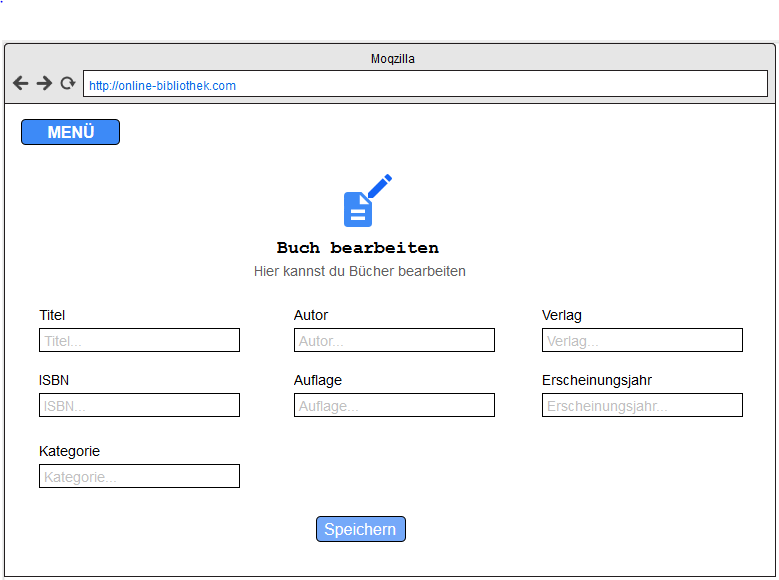 Moqzilla
http://online-bibliothek.com
MENÜ
Buch bearbeiten
Hier kannst du Bücher bearbeiten
Titel Autor Verlag
Titel... Autor... Verlag...
ISBN Auflage Erscheinungsjahr
ISBN... Auflage... Erscheinungsjahr...
Kategorie
Kategorie...
Speichern